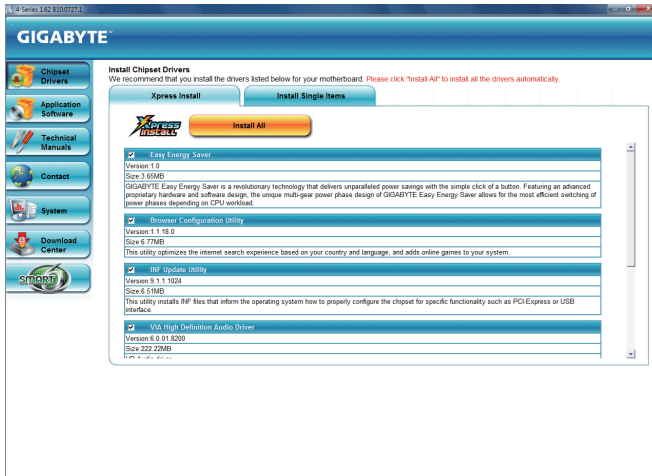 4-Series 1.62 B10.0727.1
GIGABYTE™
Chipset
Drivers
Application
Software
Technical
Manuals
Contact
System
Download
Center
SMART 6
Install Chipset Drivers
We recommend that you install the drivers listed below for your motherboard. Please click "Install All" to install all the drivers automatically.
Xpress Install
Install Single Items
Xpress
Install
Install All
Easy Energy Saver
Version:1.0
Size:3.65MB
GIGABYTE Easy Energy Saver is a revolutionary technology that delivers unparalleled power savings with the simple click of a button. Featuring an advanced
proprietary hardware and software design, the unique multi-gear power phase design of GIGABYTE Easy Energy Saver allows for the most efficient switching of
power phases depending on CPU workload.
Browser Configuration Utility
Version:1.1.18.0
Size:6.77MB
This utility optimizes the internet search experience based on your country and language, and adds online games to your system.
INF Update Utility
Version:9.1.1.1024
Size:6.51MB
This utility installs INF files that inform the operating system how to properly configure the chipset for specific functionality such as PCI-Express or USB
interface.
VIA High Definition Audio Driver
Version:6.0.01.8200
Size:222.22MB
HD Audio driver